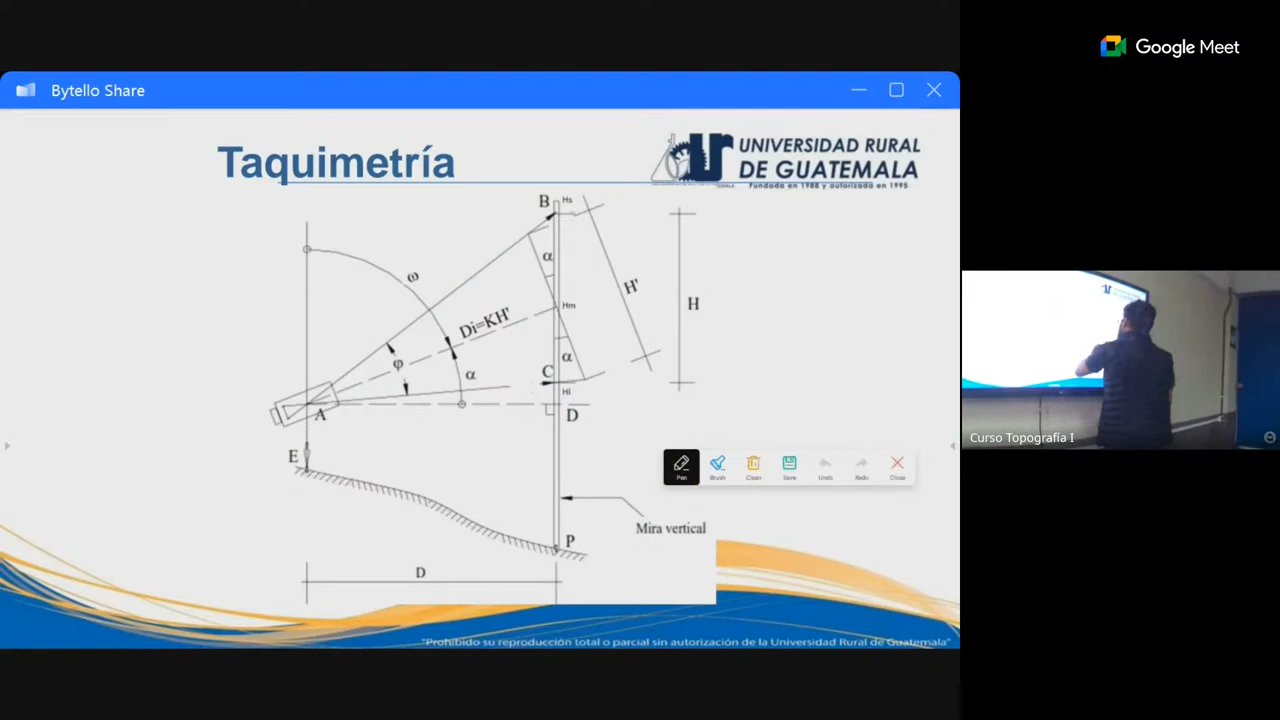 Google Meet
Bytello Share
Taquimetría
UNIVERSIDAD RURAL
DE GUATEMALA
Fundada en 1988 y autorizada en 1995
B
Hs
ω
α
H'
Di=KH'
Hm
H
φ
α
α
C
Hi
A
D
E
Pen
Brush
Clean
Save
Undo
Redo
Close
Mira vertical
P
D
Curso Topografía I
"Prohibido su reproducción total o parcial sin autorización de la Universidad Rural de Guatemala"